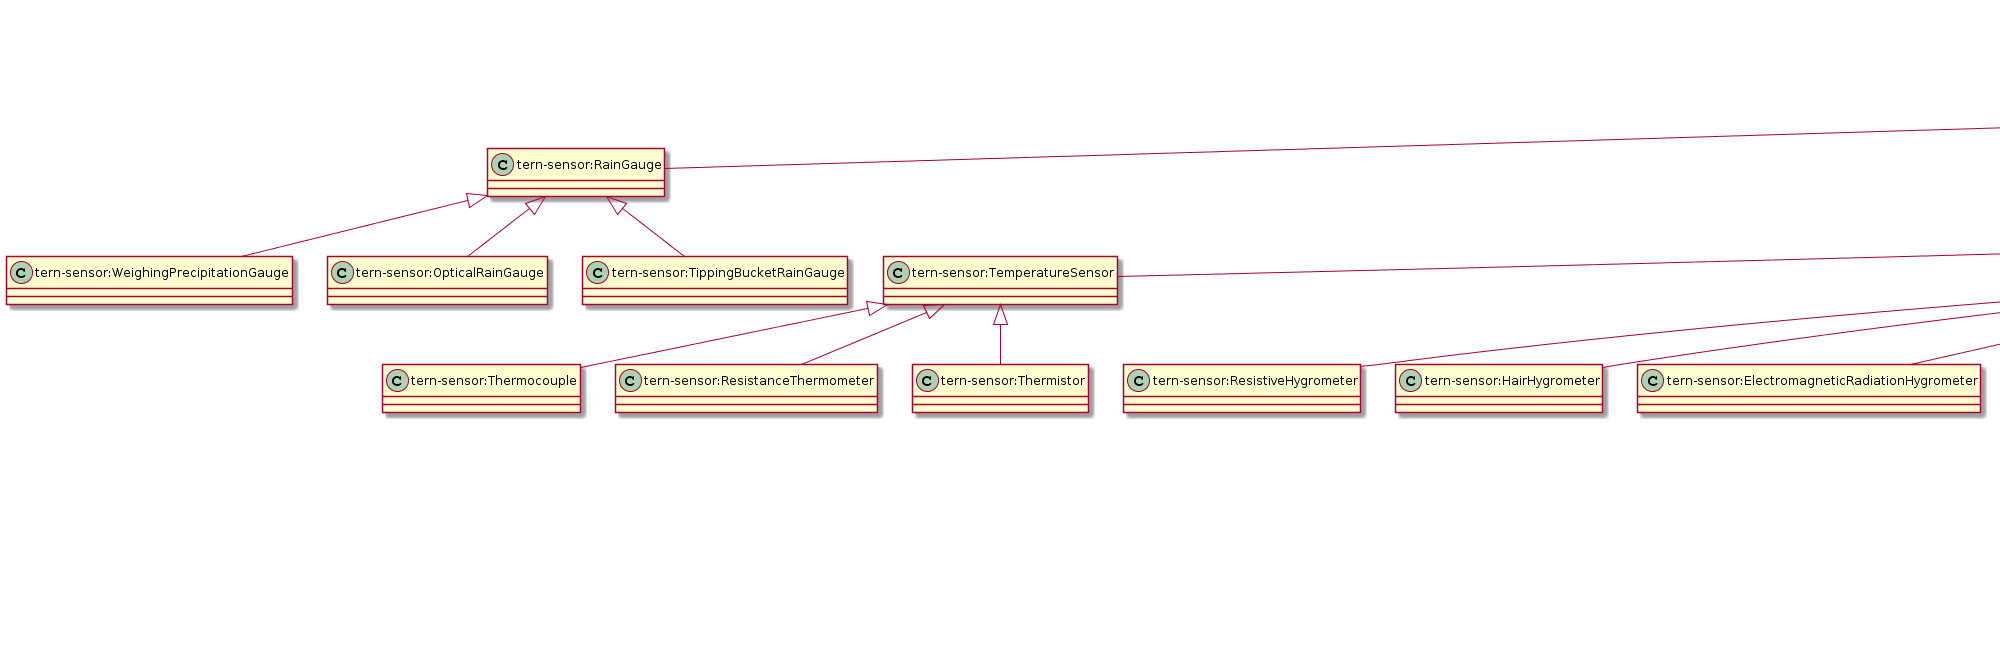 C tern-sensor:RainGauge
C tern-sensor:WeighingPrecipitationGauge
C tern-sensor:OpticalRainGauge
C tern-sensor:TippingBucketRainGauge
C tern-sensor:TemperatureSensor
C tern-sensor:Thermocouple
C tern-sensor:ResistanceThermometer
C tern-sensor:Thermistor
C tern-sensor:ResistiveHygrometer
C tern-sensor:HairHygrometer
C tern-sensor:ElectromagneticRadiationHygrometer